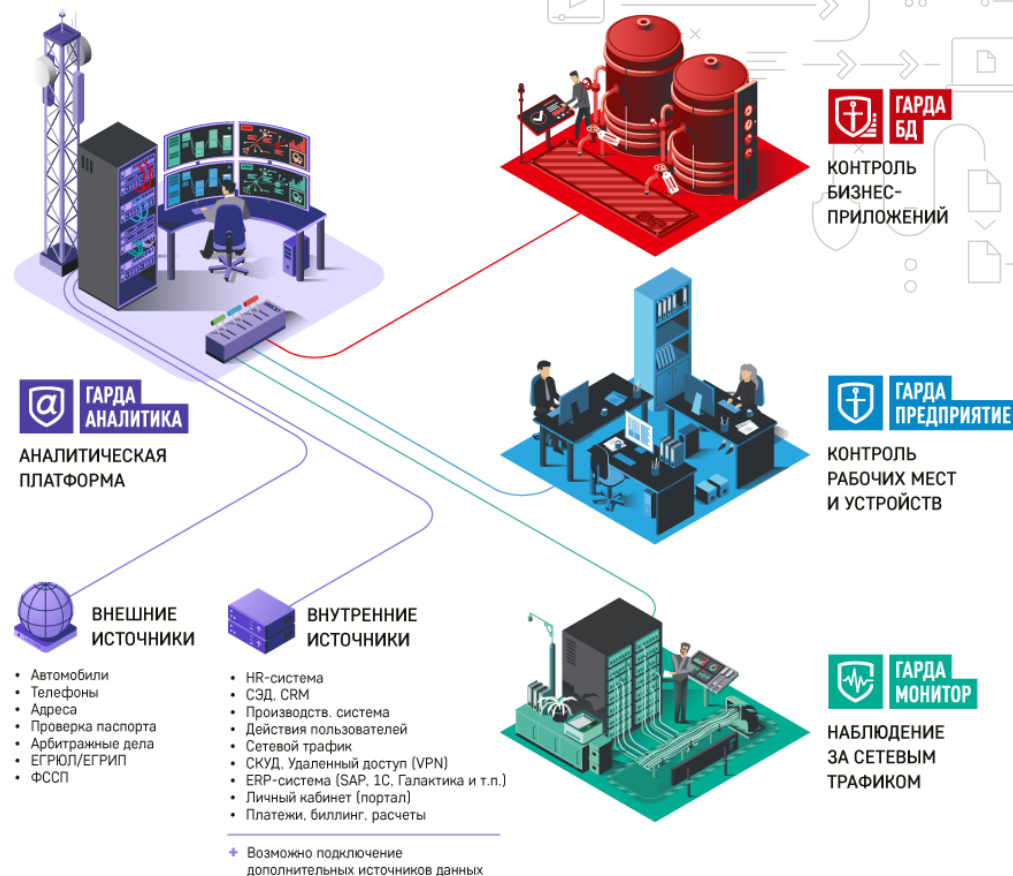 ГАРДА
БД
КОНТРОЛЬ
БИЗНЕС-
ПРИЛОЖЕНИЙ
ГАРДА
АНАЛИТИКА
АНАЛИТИЧЕСКАЯ
ПЛАТФОРМА
ГАРДА
ПРЕДПРИЯТИЕ
КОНТРОЛЬ
РАБОЧИХ МЕСТ
И УСТРОЙСТВ
ВНЕШНИЕ
ИСТОЧНИКИ
• Автомобили
• Телефоны
• Адреса
• Проверка паспорта
• Арбитражные дела
• ЕГРЮЛ/ЕГРИП
• ФССП
ВНУТРЕННИЕ
ИСТОЧНИКИ
• HR-система
• СЭД, CRM
• Производств. система
• Действия пользователей
• Сетевой трафик
• СКУД, Удаленный доступ (VPN)
• ERP-система (SAP, 1С, Галактика и т.п.)
• Личный кабинет (портал)
• Платежи, биллинг, расчеты
+ Возможно подключение
дополнительных источников данных
ГАРДА
МОНИТОР
НАБЛЮДЕНИЕ
ЗА СЕТЕВЫМ
ТРАФИКОМ